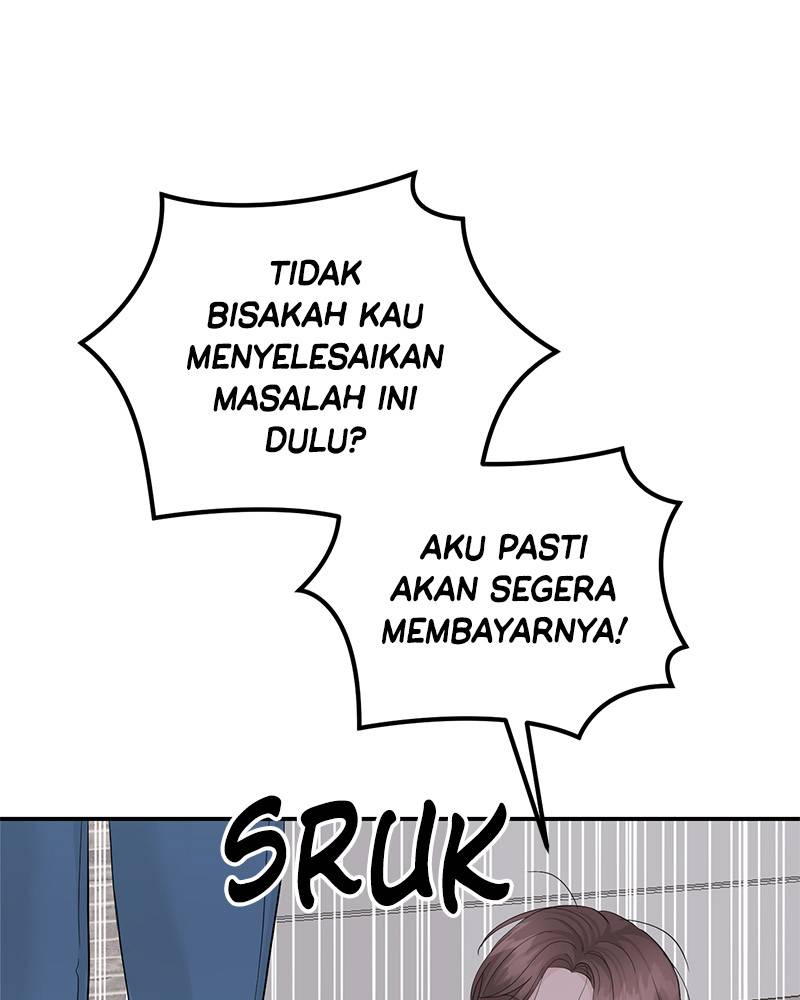 TIDAK
BISAKAH KAU
MENYELESAIKAN
MASALAH INI
DULU?
AKU PASTI
AKAN SEGERA
MEMBAYARNYA!
SRUK